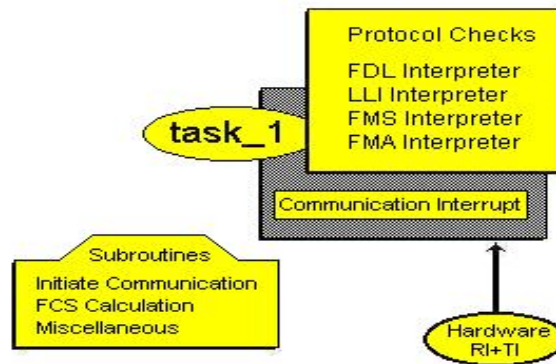 Protocol Checks
FDL Interpreter
LLI Interpreter
FMS Interpreter
FMA Interpreter
task_1
Communication Interrupt
Subroutines
Initiate Communication
FCS Calculation
Miscellaneous
Hardware
RI+TI